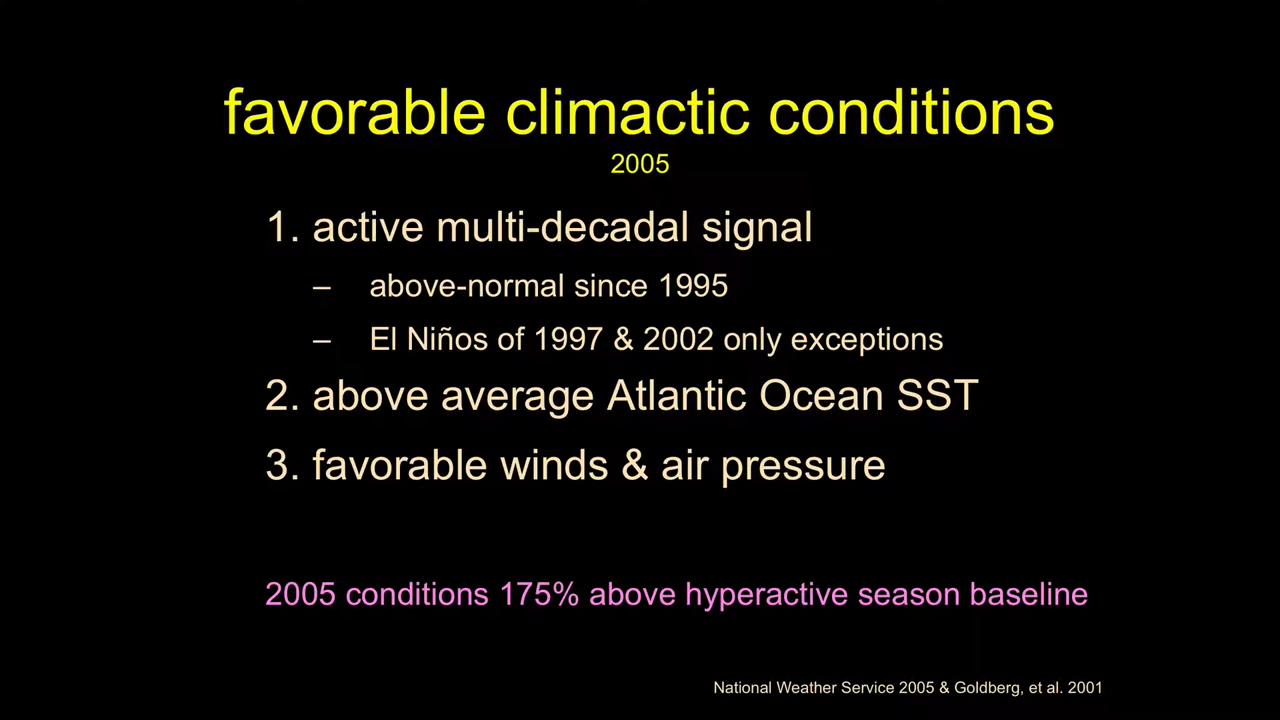 favorable climactic conditions
2005
1. active multi-decadal signal
– above-normal since 1995
– El Niños of 1997 & 2002 only exceptions
2. above average Atlantic Ocean SST
3. favorable winds & air pressure
2005 conditions 175% above hyperactive season baseline
National Weather Service 2005 & Goldberg, et al. 2001